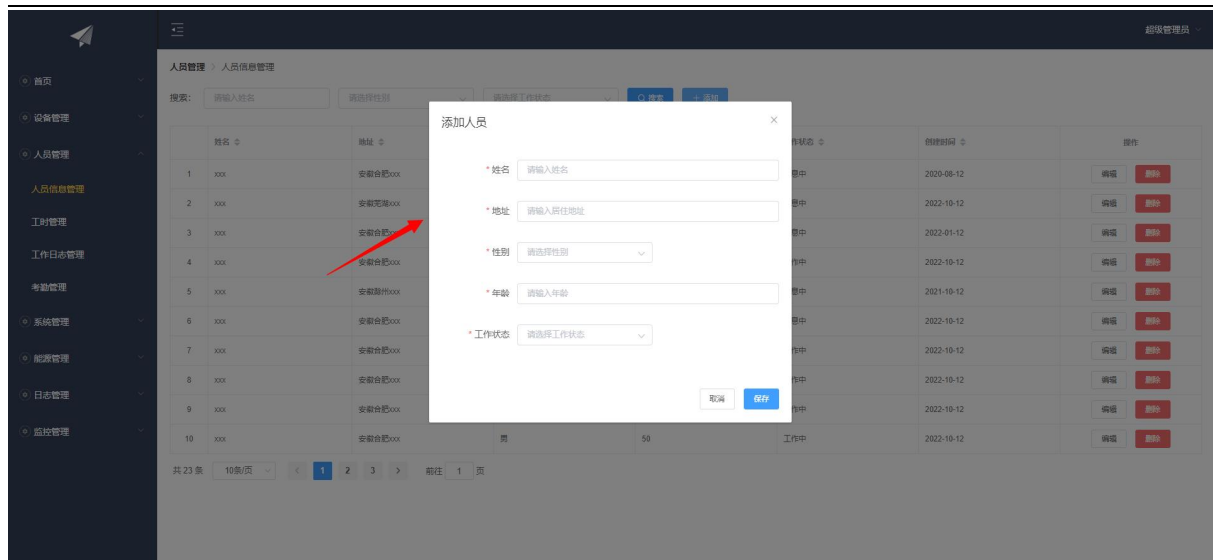 超级管理员
首页
设备管理
人员管理
人员信息管理
工时管理
工作日志管理
考勤管理
系统管理
能源管理
日志管理
监控管理
人员管理 > 人员信息管理
搜索: 请输入姓名 请选择性别 请选择工作状态 搜索 + 添加
姓名 地址 作状态 创建时间 操作
1 xxx 安徽合肥xxx 息中 2020-08-12 编辑 删除
2 xxx 安徽芜湖xxx 息中 2022-10-12 编辑 删除
3 xxx 安徽合肥xxx 息中 2022-01-12 编辑 删除
4 xxx 安徽合肥xxx 作中 2022-10-12 编辑 删除
5 xxx 安徽滁州xxx 息中 2021-10-12 编辑 删除
6 xxx 安徽合肥xxx 息中 2022-10-12 编辑 删除
7 xxx 安徽合肥xxx 作中 2022-10-12 编辑 删除
8 xxx 安徽合肥xxx 作中 2022-10-12 编辑 删除
9 xxx 安徽合肥xxx 作中 2022-10-12 编辑 删除
10 xxx 安徽合肥xxx 男 50 工作中 2022-10-12 编辑 删除
共 23 条 10条/页 < 1 2 3 > 前往 1 页
添加人员 ×
* 姓名 请输入姓名
* 地址 请输入居住地址
* 性别 请选择性别
* 年龄 请输入年龄
* 工作状态 请选择工作状态
取消 保存